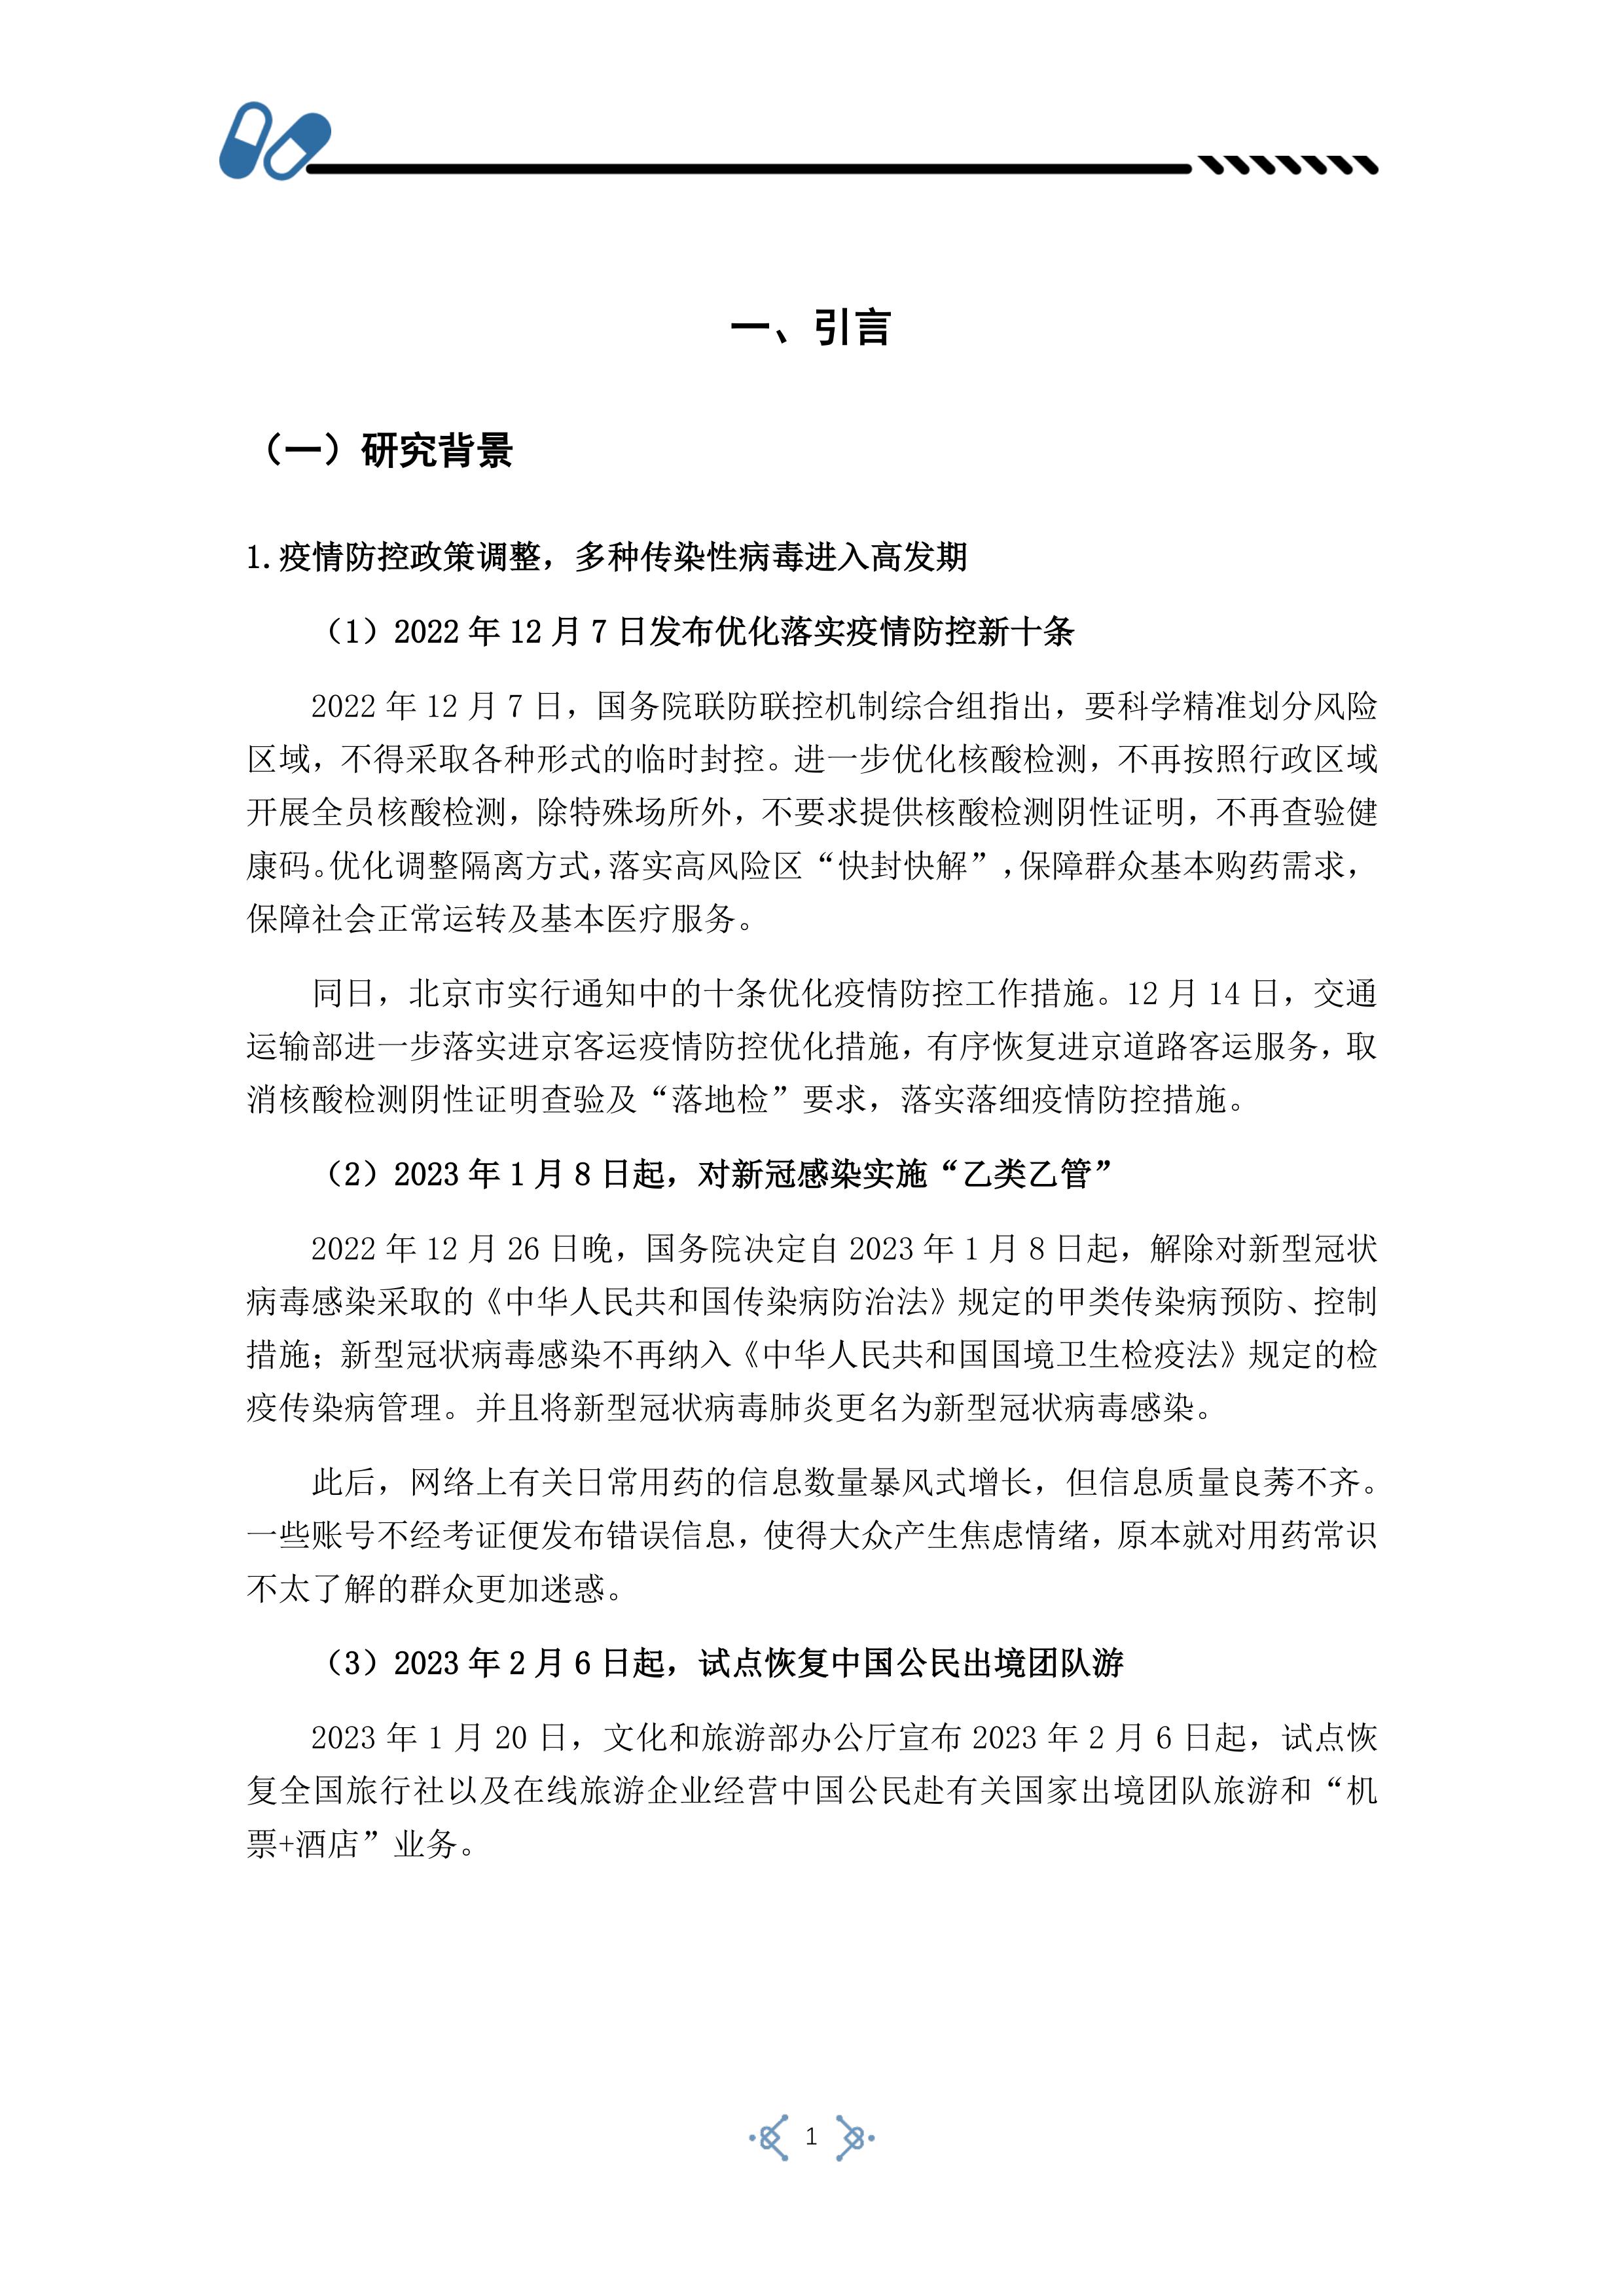 一、引言
（一）研究背景
1.疫情防控政策调整，多种传染性病毒进入高发期
（1）2022 年 12 月 7 日发布优化落实疫情防控新十条
2022 年 12 月 7 日，国务院联防联控机制综合组指出，要科学精准划分风险
区域，不得采取各种形式的临时封控。进一步优化核酸检测，不再按照行政区域
开展全员核酸检测，除特殊场所外，不要求提供核酸检测阴性证明，不再查验健
康码。优化调整隔离方式，落实高风险区“快封快解”，保障群众基本购药需求，
保障社会正常运转及基本医疗服务。
同日，北京市实行通知中的十条优化疫情防控工作措施。12 月 14 日，交通
运输部进一步落实进京客运疫情防控优化措施，有序恢复进京道路客运服务，取
消核酸检测阴性证明查验及“落地检”要求，落实落细疫情防控措施。
（2）2023 年 1 月 8 日起，对新冠感染实施“乙类乙管”
2022 年 12 月 26 日晚，国务院决定自 2023 年 1 月 8 日起，解除对新型冠状
病毒感染采取的《中华人民共和国传染病防治法》规定的甲类传染病预防、控制
措施；新型冠状病毒感染不再纳入《中华人民共和国国境卫生检疫法》规定的检
疫传染病管理。并且将新型冠状病毒肺炎更名为新型冠状病毒感染。
此后，网络上有关日常用药的信息数量暴风式增长，但信息质量良莠不齐。
一些账号不经考证便发布错误信息，使得大众产生焦虑情绪，原本就对用药常识
不太了解的群众更加迷惑。
（3）2023 年 2 月 6 日起，试点恢复中国公民出境团队游
2023 年 1 月 20 日，文化和旅游部办公厅宣布 2023 年 2 月 6 日起，试点恢
复全国旅行社以及在线旅游企业经营中国公民赴有关国家出境团队旅游和“机
票+酒店”业务。
1